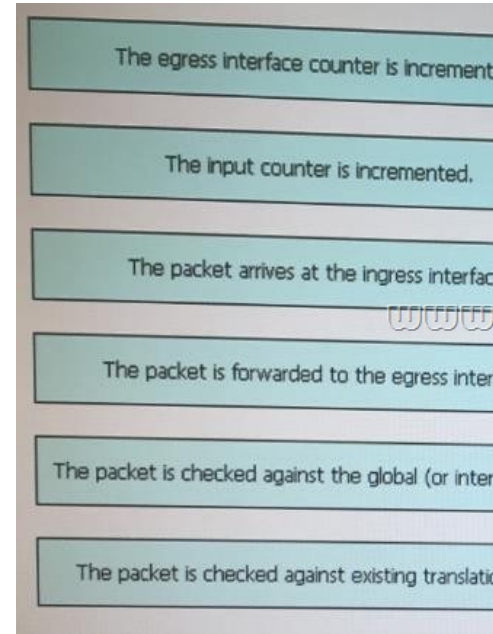 The egress interface counter is increment
The input counter is incremented.
The packet arrives at the ingress interfac
www
The packet is forwarded to the egress inter
The packet is checked against the global (or inter
The packet is checked against existing translatio